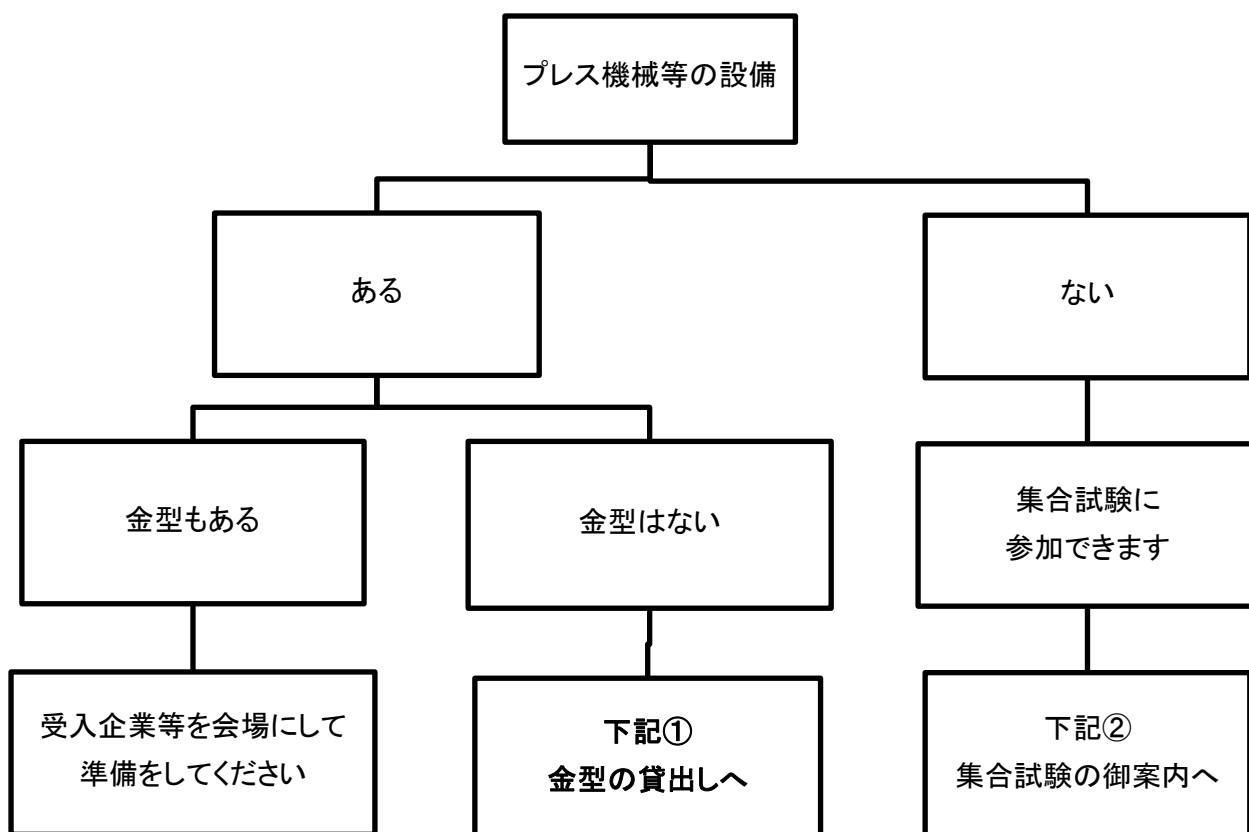 プレス機械等の設備
ある
ない
金型もある
金型はない
集合試験に
参加できます
受入企業等を会場にして
準備をしてください
下記①
金型の貸出しへ
下記②
集合試験の御案内へ